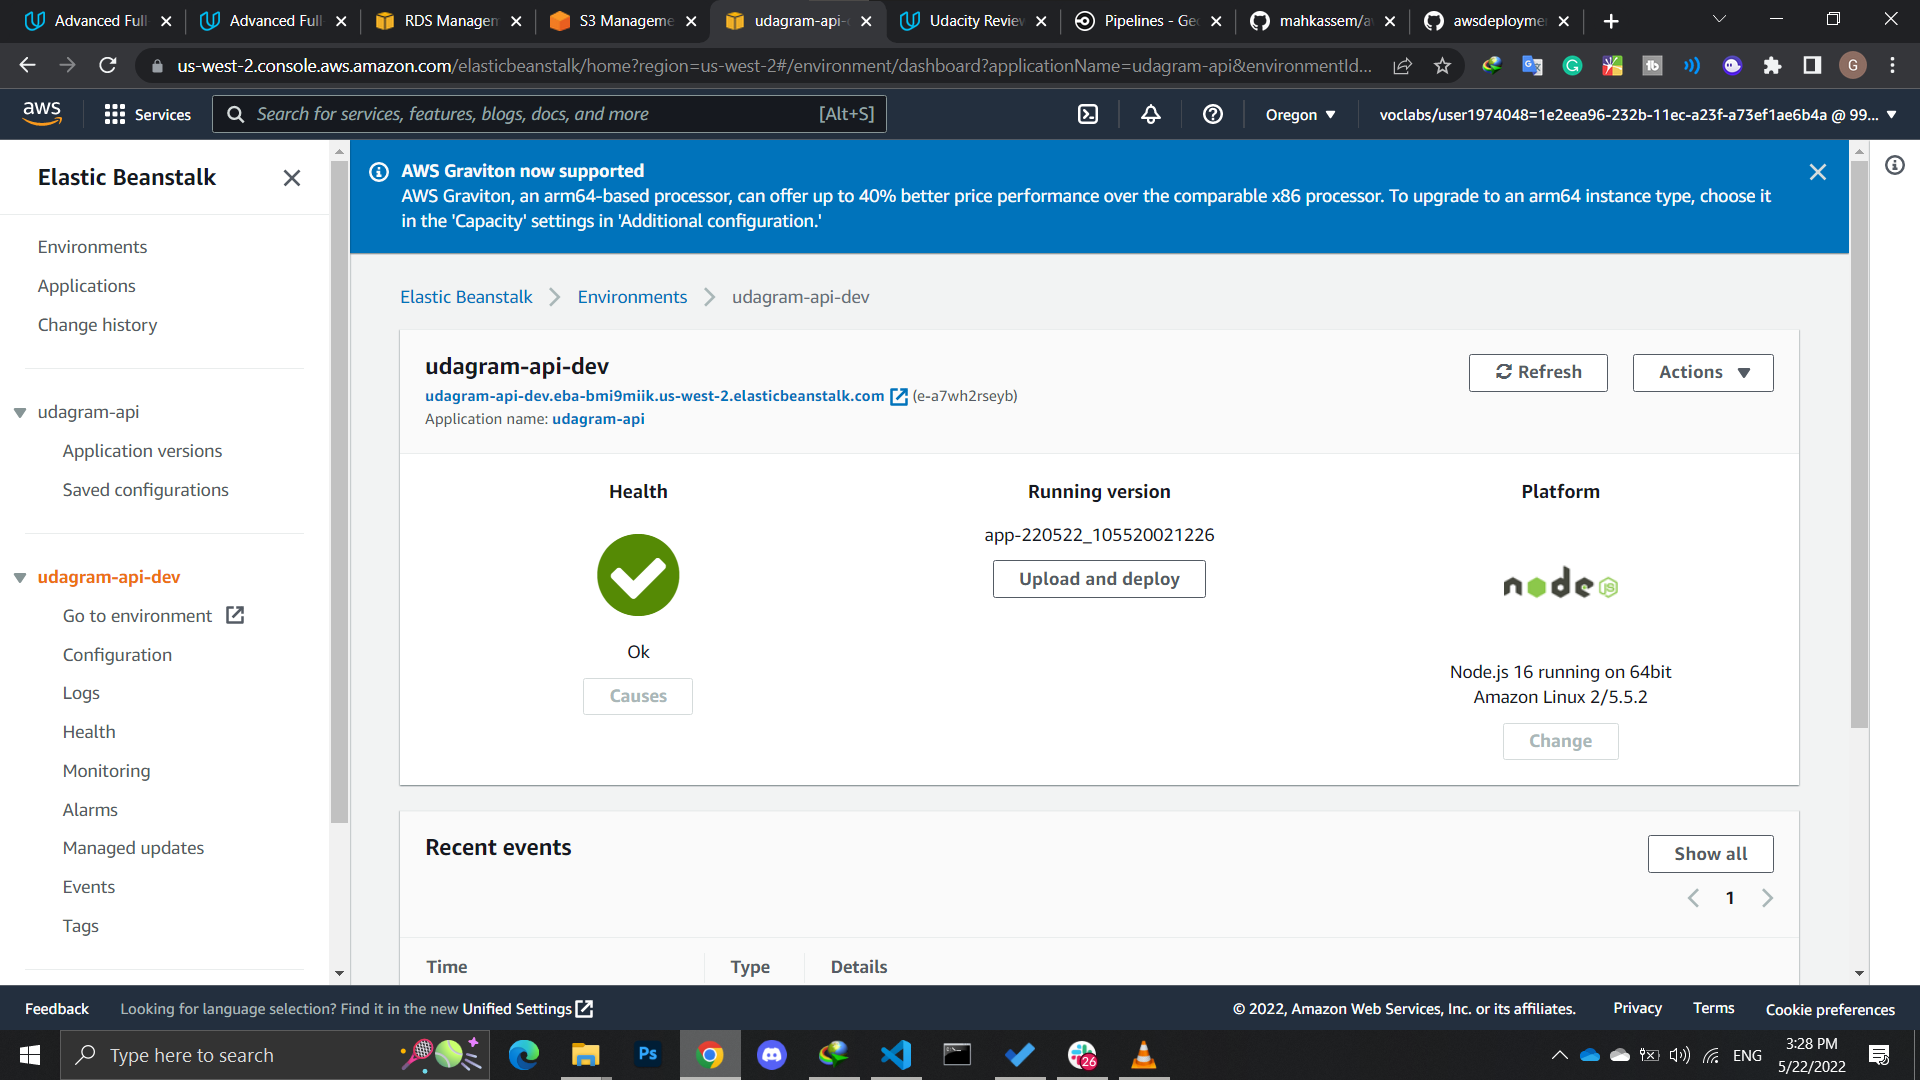 Advanced Full
Advanced Full
RDS Managem
S3 Manageme
udagram-api-
Udacity Review
Pipelines - Geo
mahkassem/a
awsdeployme
us-west-2.console.aws.amazon.com/elasticbeanstalk/home?region=us-west-2#/environment/dashboard?applicationName=udagram-api&environmentId...
G
aws
Services
Search for services, features, blogs, docs, and more
[Alt+S]
Oregon
voclabs/user1974048=1e2eea96-232b-11ec-a23f-a73ef1ae6b4a @ 99...
Elastic Beanstalk
Environments
Applications
Change history
udagram-api
Application versions
Saved configurations
udagram-api-dev
Go to environment
Configuration
Logs
Health
Monitoring
Alarms
Managed updates
Events
Tags
AWS Graviton now supported
AWS Graviton, an arm64-based processor, can offer up to 40% better price performance over the comparable x86 processor. To upgrade to an arm64 instance type, choose it
in the 'Capacity' settings in 'Additional configuration.'
Elastic Beanstalk
Environments
udagram-api-dev
udagram-api-dev
Refresh
Actions
udagram-api-dev.eba-bmi9miik.us-west-2.elasticbeanstalk.com (e-a7wh2rseyb)
Application name: udagram-api
Health
Ok
Causes
Running version
app-220522_105520021226
Upload and deploy
Platform
node
JS
Node.js 16 running on 64bit
Amazon Linux 2/5.5.2
Change
Recent events
Show all
1
Time
Type
Details
Feedback
Looking for language selection? Find it in the new Unified Settings
© 2022, Amazon Web Services, Inc. or its affiliates.
Privacy
Terms
Cookie preferences
Type here to search
Ps
26
ENG
3:28 PM
5/22/2022